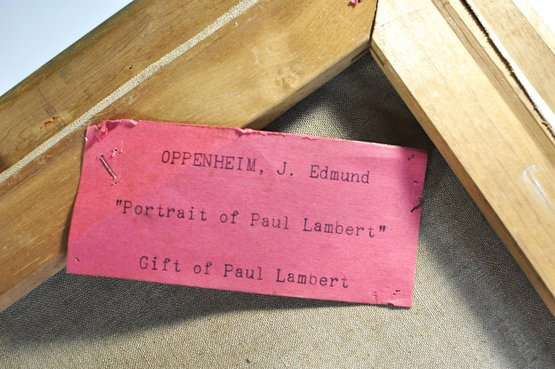 OPPENHEIM, J. Edmund
"Portrait of Paul Lambert"
Gift of Paul Lambert